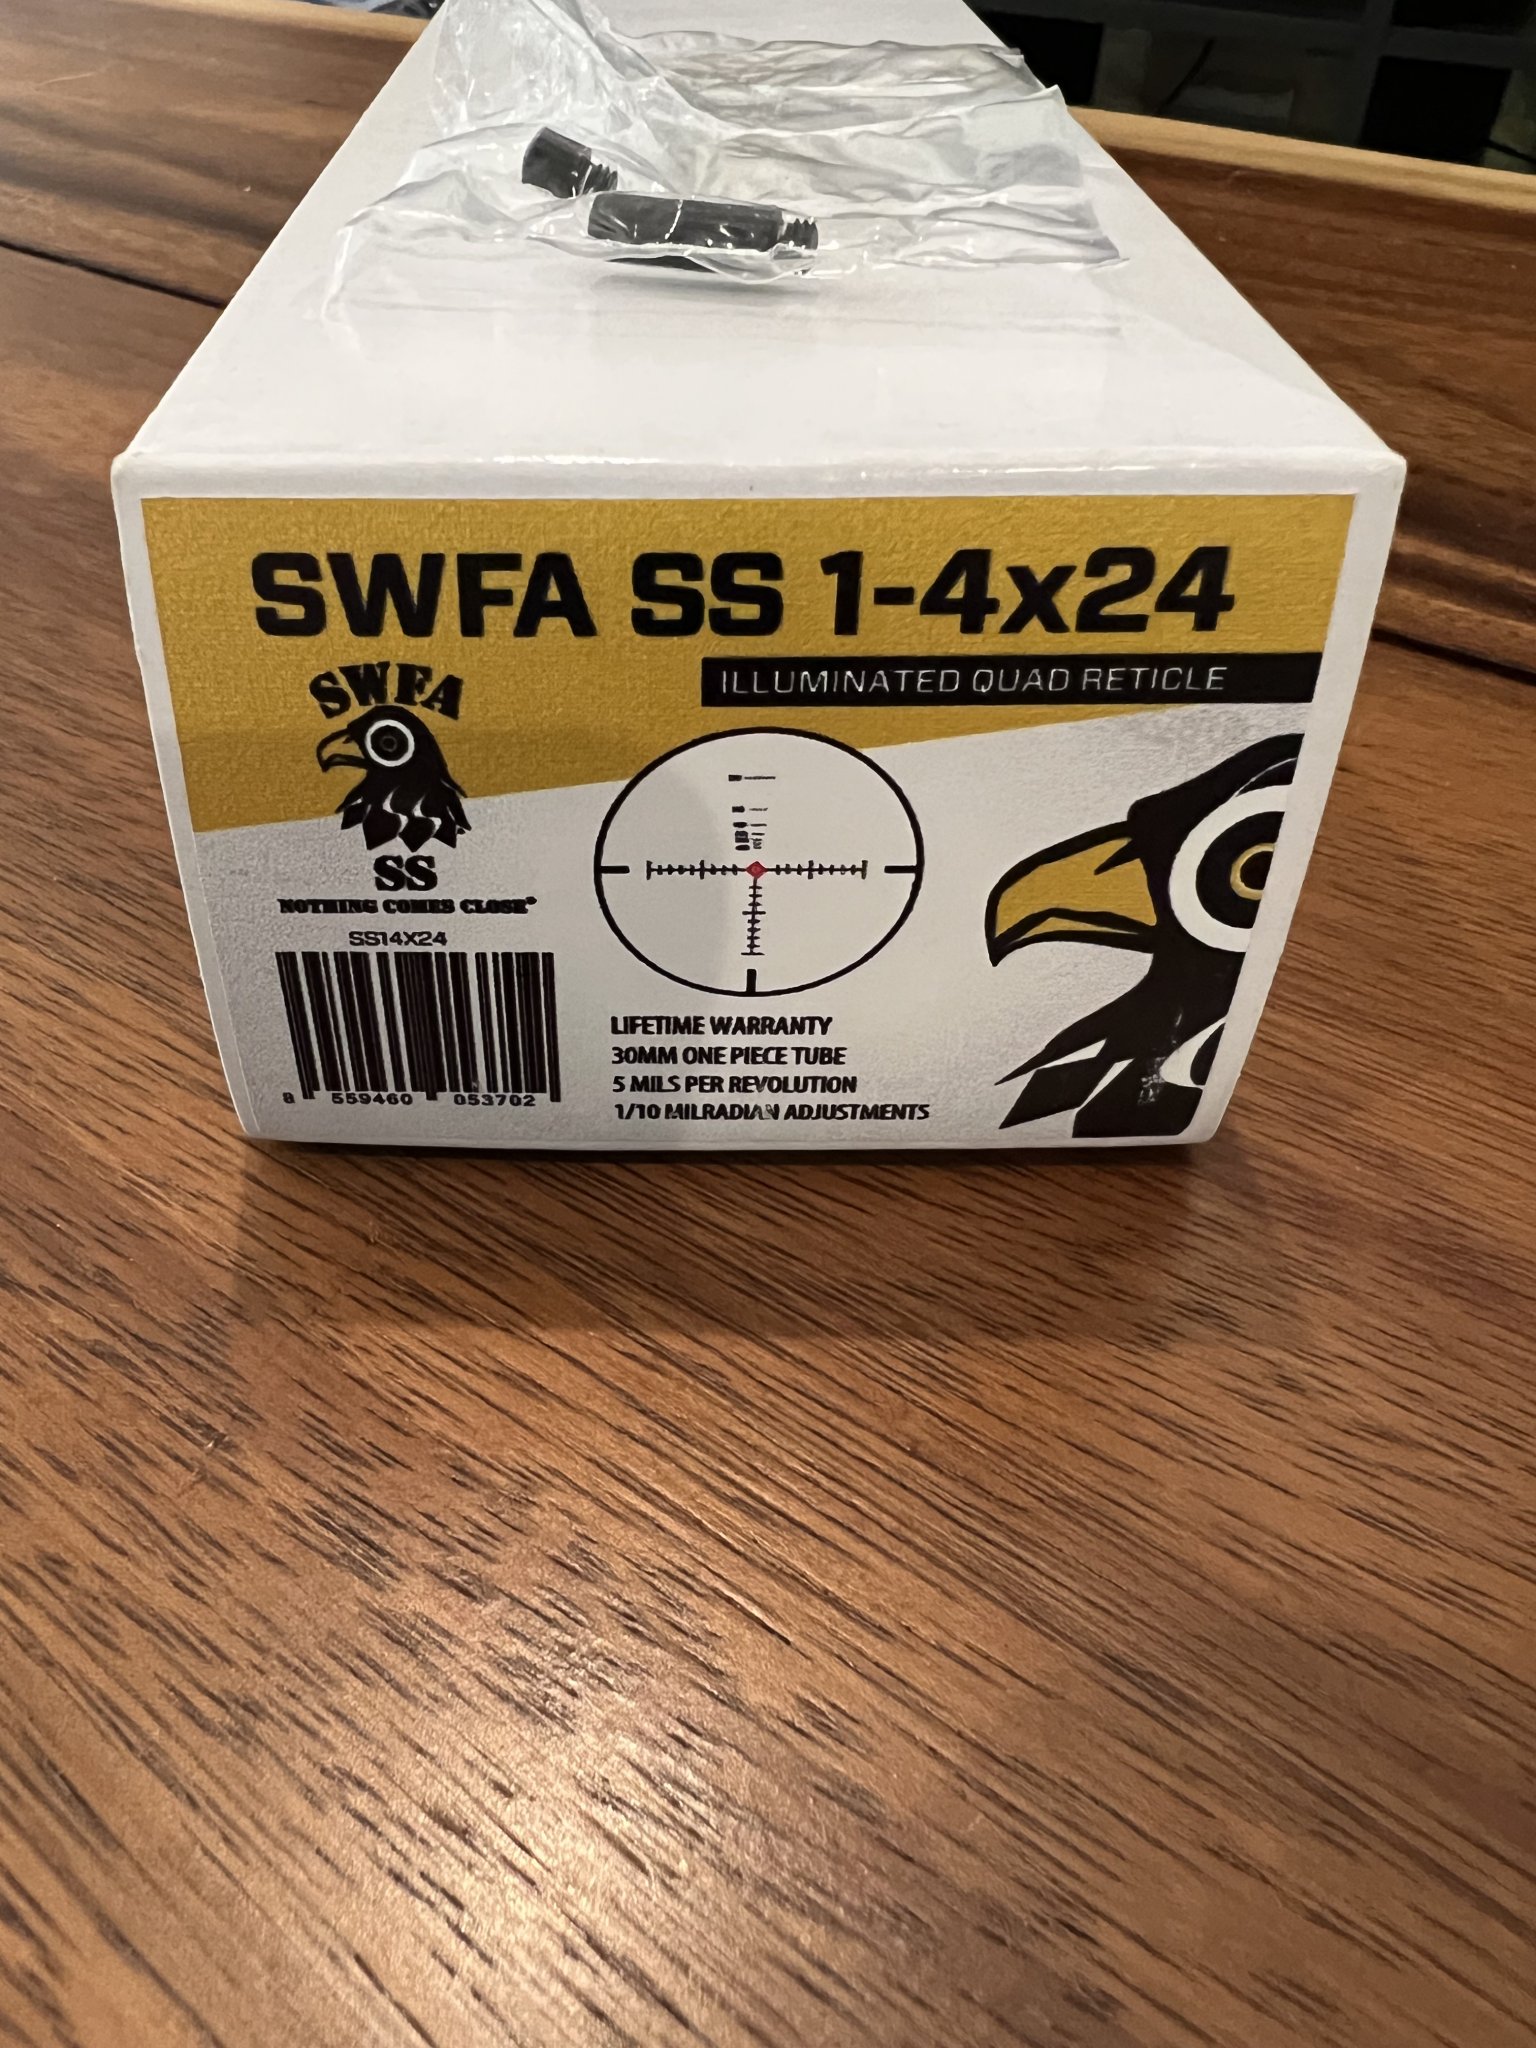 SWFA SS 1-4x24
ILLUMINATED QUAD RETICLE
SWFA
SS
NOTHING COMES CLOSE®
SS14X24
8 559460 053702
LIFETIME WARRANTY
30MM ONE PIECE TUBE
5 MILS PER REVOLUTION
1/10 MILRADIAN ADJUSTMENTS